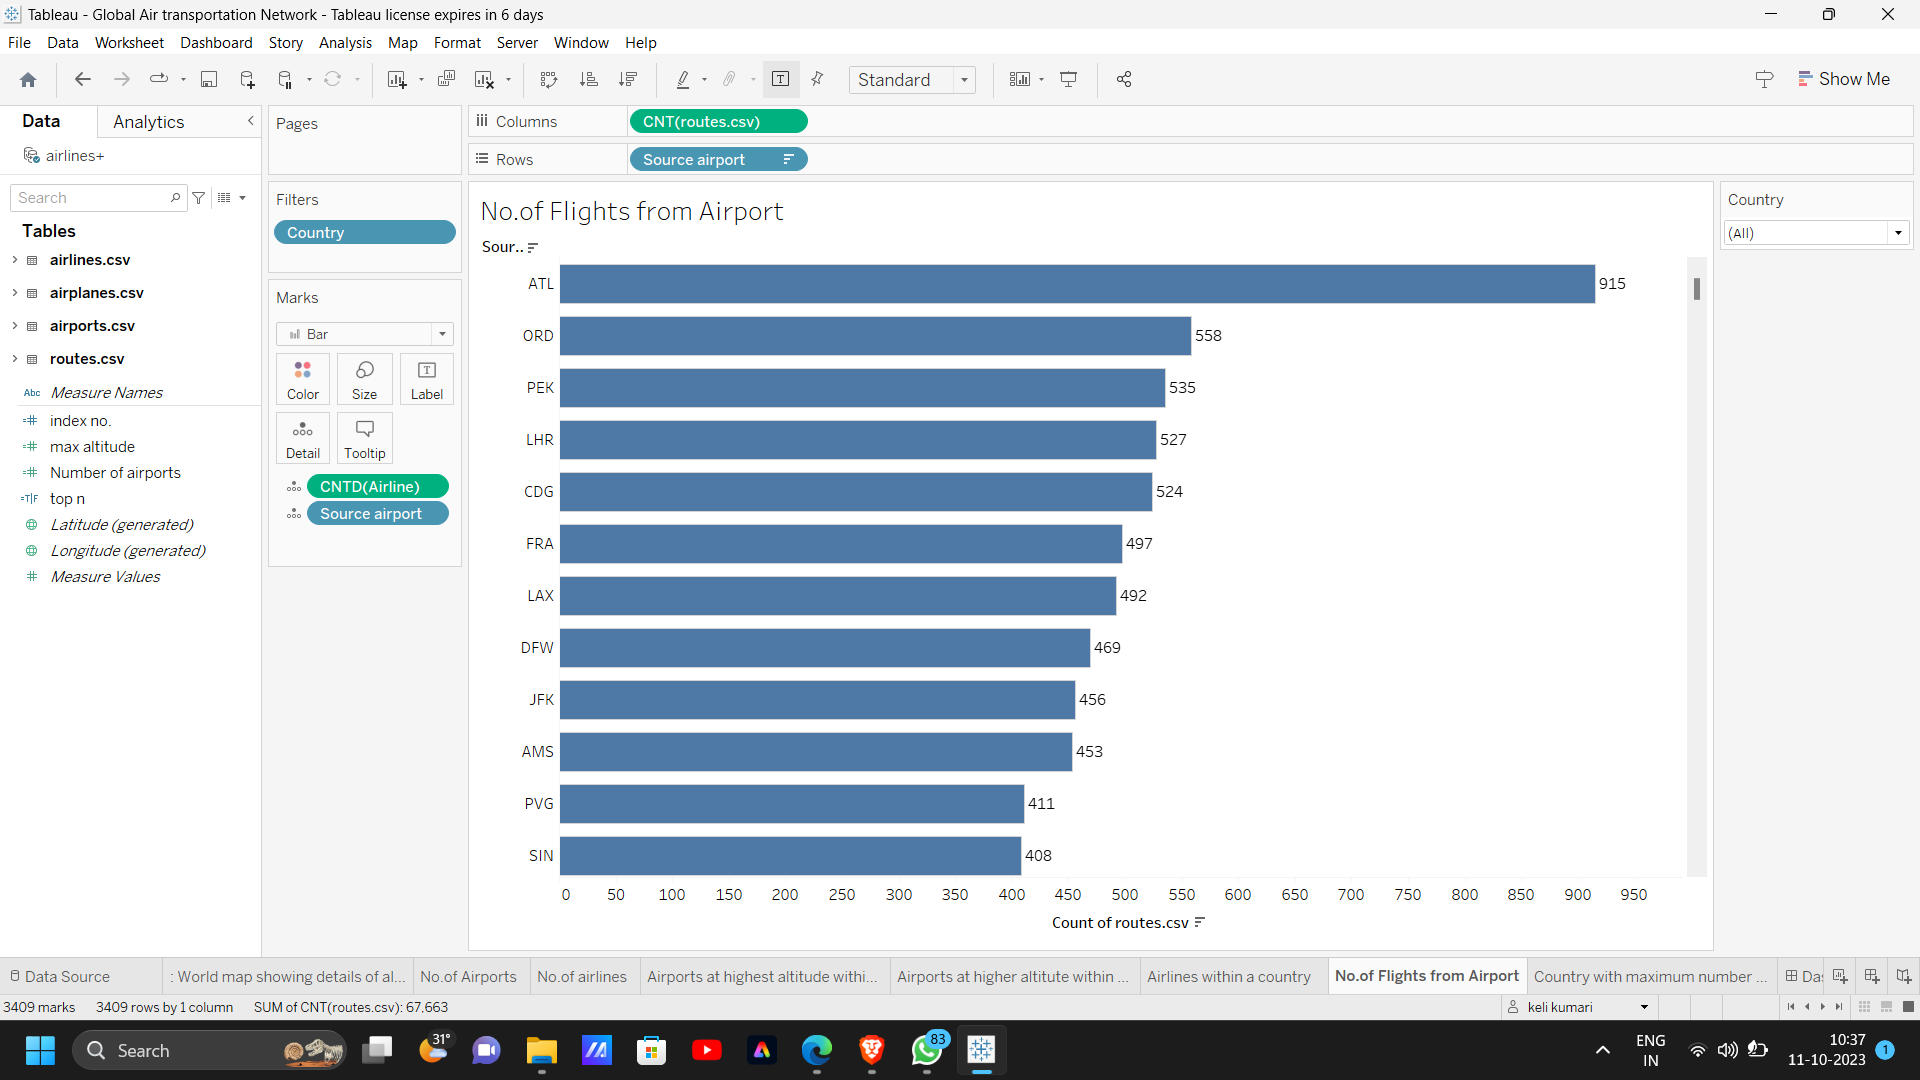 Tableau - Global Air transportation Network - Tableau license expires in 6 days
File Data Worksheet Dashboard Story Analysis Map Format Server Window Help
Standard
Show Me
Data Analytics
airlines+
Search
Tables
airlines.csv
airplanes.csv
airports.csv
routes.csv
Abc Measure Names
index no.
max altitude
Number of airports
T|F top n
Latitude (generated)
Longitude (generated)
Measure Values
Pages
Filters
Country
Marks
Bar
Color Size Label
Detail Tooltip
CNTD(Airline)
Source airport
Columns CNT(routes.csv)
Rows Source airport
No.of Flights from Airport
Sour..
ATL 915
ORD 558
PEK 535
LHR 527
CDG 524
FRA 497
LAX 492
DFW 469
JFK 456
AMS 453
PVG 411
SIN 408
0 50 100 150 200 250 300 350 400 450 500 550 600 650 700 750 800 850 900 950
Count of routes.csv
Country
(All)
Data Source : World map showing details of al... No.of Airports No.of airlines Airports at highest altitude withi... Airports at higher altitute within ... Airlines within a country No.of Flights from Airport Country with maximum number ... Das
3409 marks 3409 rows by 1 column SUM of CNT(routes.csv): 67,663 keli kumari
Search 31° 83 ENG IN 10:37 11-10-2023 1